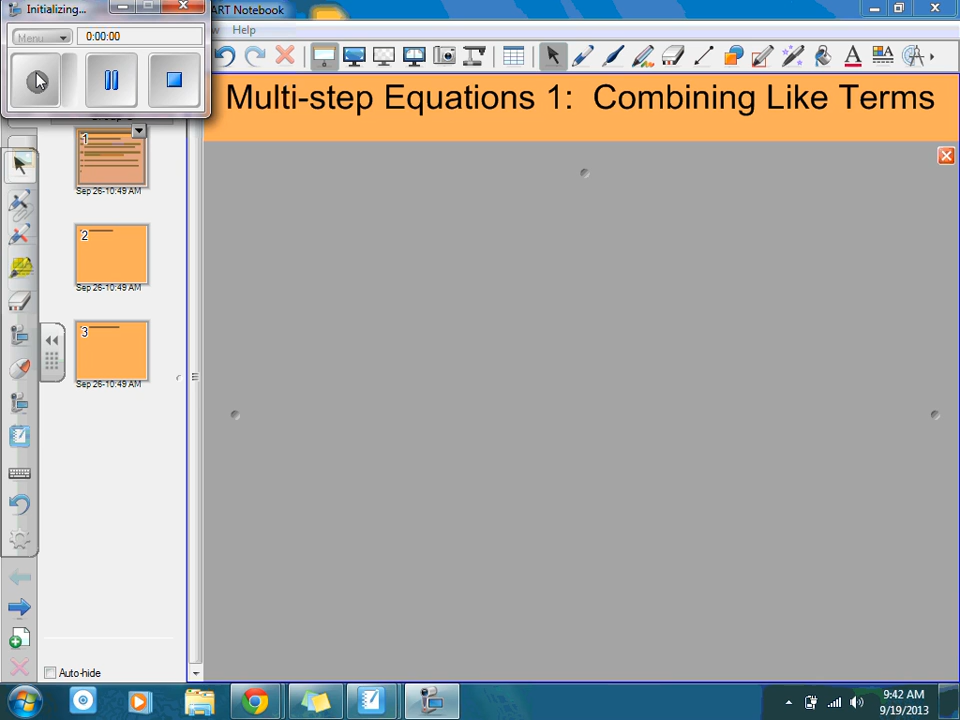 Initializing...
ART Notebook
Menu
0:00:00
w Help
Multi-step Equations 1: Combining Like Terms
1
Sep 26-10:49 AM
2
Sep 26-10:49 AM
3
Sep 26-10:49 AM
Auto-hide
9:42 AM
9/19/2013